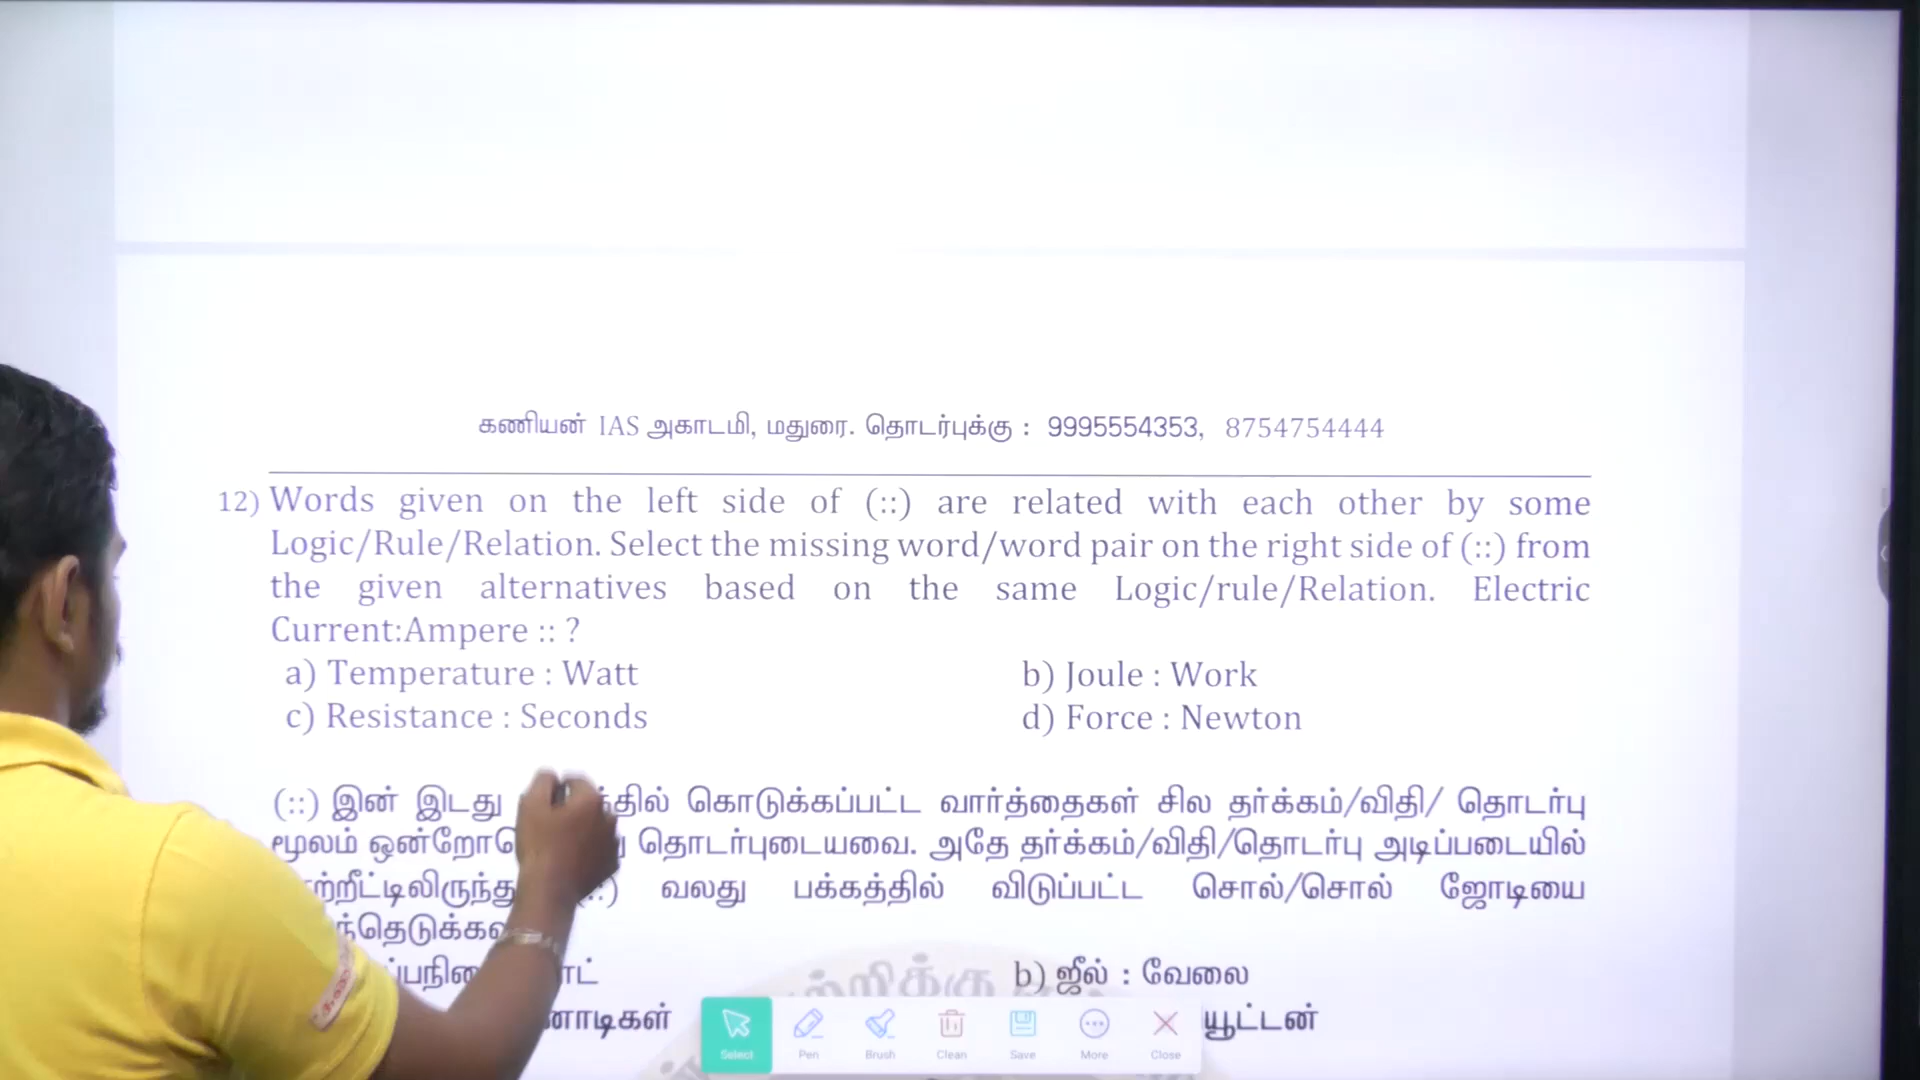 கணியன் IAS அகாடமி, மதுரை. தொடர்புக்கு : 9995554353, 8754754444
12) Words given on the left side of (::) are related with each other by some
Logic/Rule/Relation. Select the missing word/word pair on the right side of (::) from
the given alternatives based on the same Logic/rule/Relation. Electric
Current:Ampere :: ?
a) Temperature : Watt b) Joule : Work
c) Resistance : Seconds d) Force : Newton
(::) இன் இடது கொடுக்கப்பட்ட வார்த்தைகள் சில தர்க்கம்/விதி/ தொடர்பு
மூலம் தொடர்புடையவை. அதே தர்க்கம்/விதி/தொடர்பு அடிப்படையில்
வலது பக்கத்தில் விடுப்பட்ட சொல்/சொல் ஜோடியை
b) ஜீல் : வேலை
Select Pen Brush Clean Save More Close